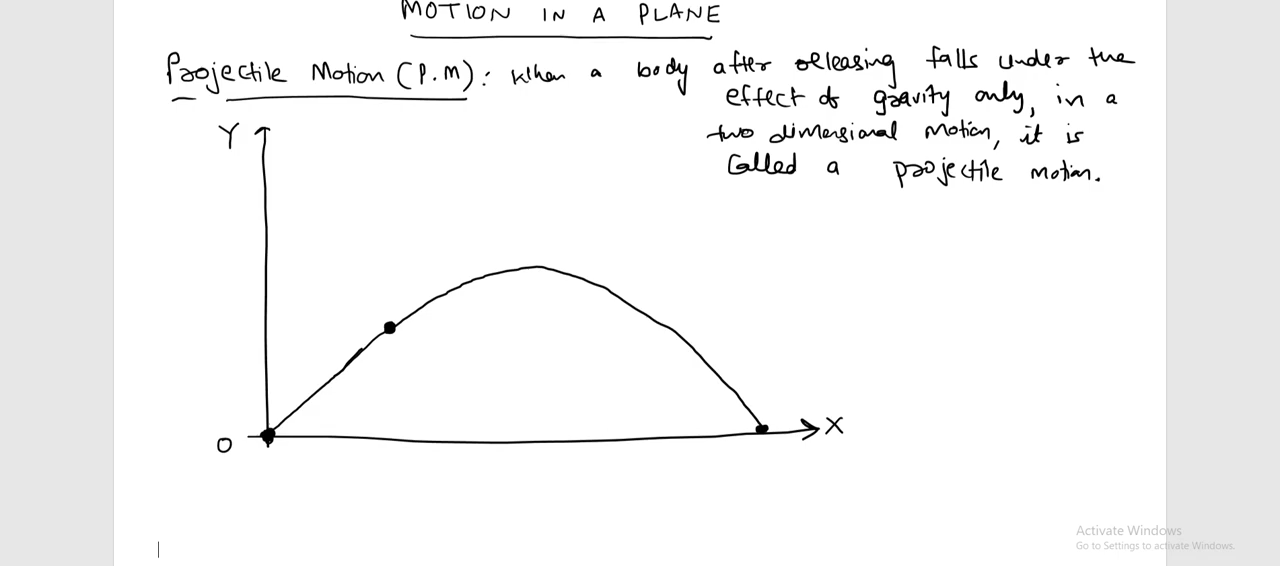 MOTION IN A PLANE
Projectile Motion (P.M): When a body after releasing falls under the
effect of gravity only, in a
two dimensional motion, it is
called a projectile motion.
Y
X
O
Activate Windows
Go to Settings to activate Windows.